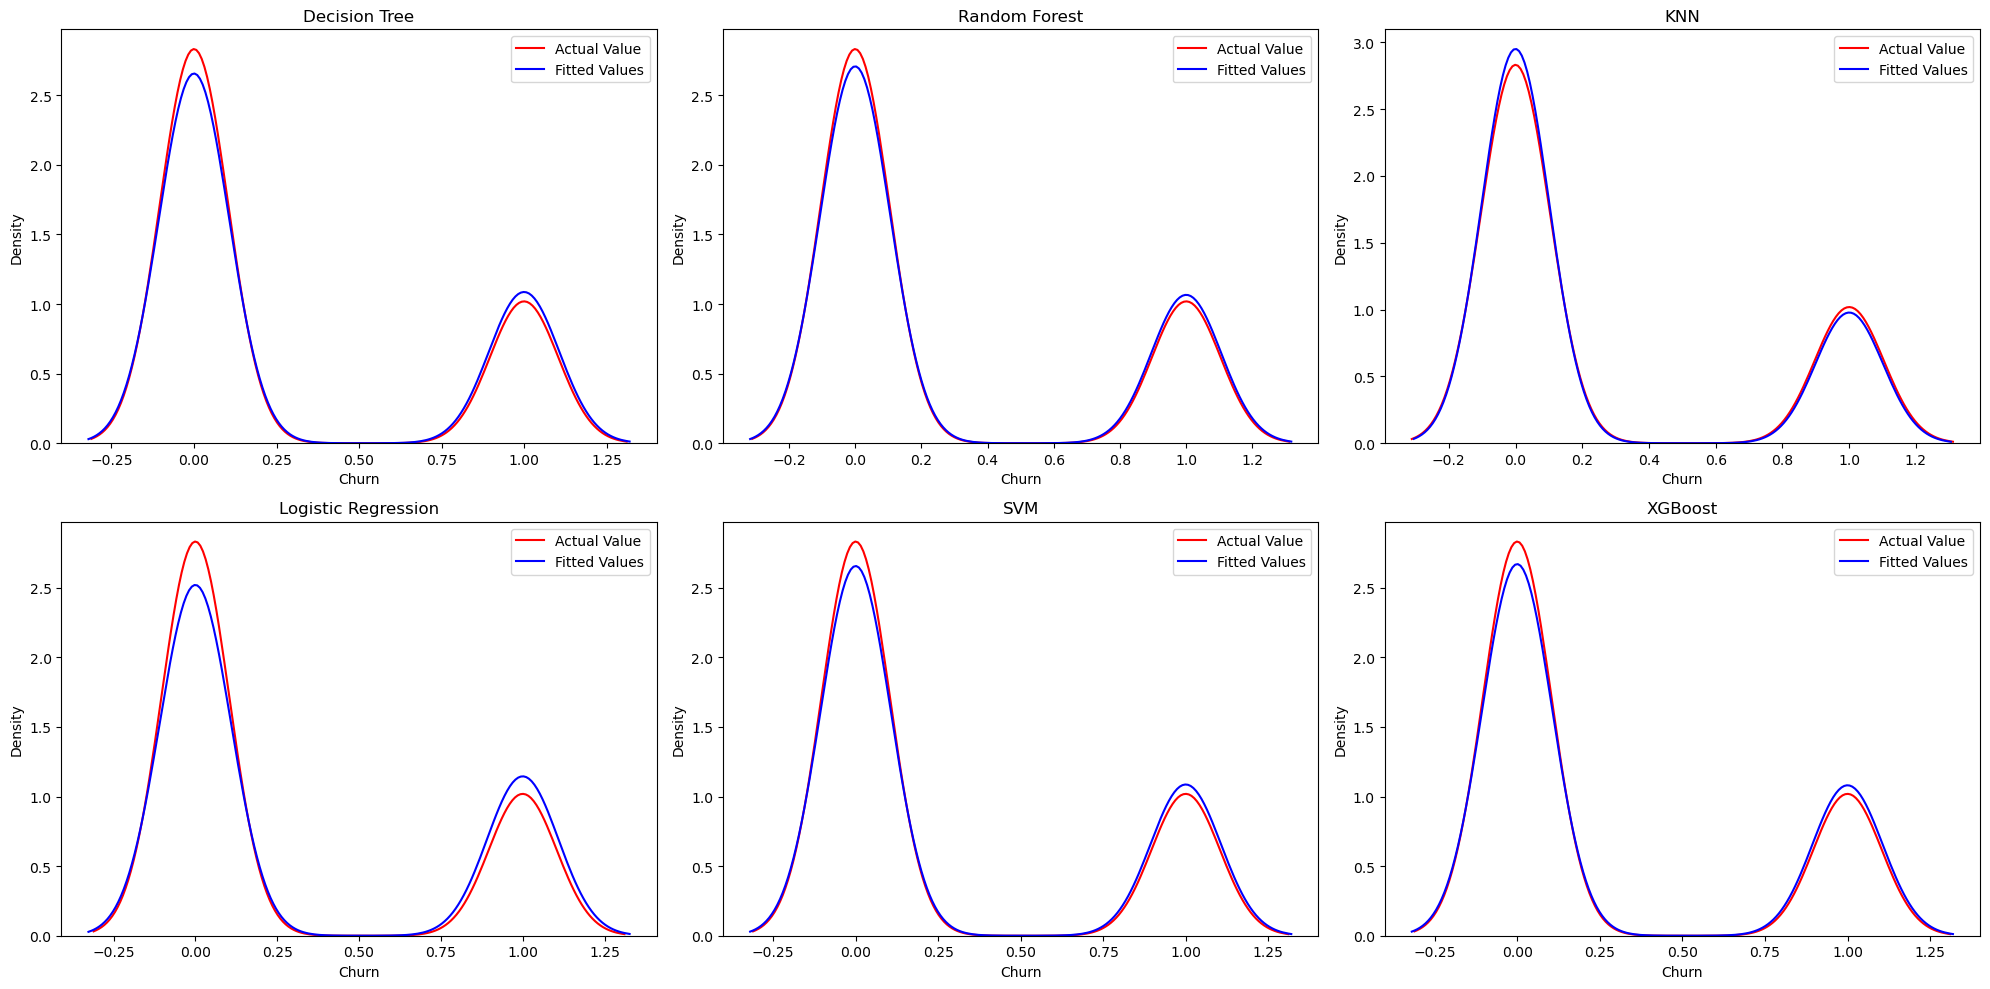 Decision Tree
Actual Value
Fitted Values
2.5
2.0
1.5
1.0
0.5
0.0
Density
−0.25 0.00 0.25 0.50 0.75 1.00 1.25
Churn
Random Forest
Actual Value
Fitted Values
2.5
2.0
1.5
1.0
0.5
0.0
Density
−0.2 0.0 0.2 0.4 0.6 0.8 1.0 1.2
Churn
KNN
Actual Value
Fitted Values
3.0
2.5
2.0
1.5
1.0
0.5
0.0
Density
−0.2 0.0 0.2 0.4 0.6 0.8 1.0 1.2
Churn
Logistic Regression
Actual Value
Fitted Values
2.5
2.0
1.5
1.0
0.5
0.0
Density
−0.25 0.00 0.25 0.50 0.75 1.00 1.25
Churn
SVM
Actual Value
Fitted Values
2.5
2.0
1.5
1.0
0.5
0.0
Density
−0.25 0.00 0.25 0.50 0.75 1.00 1.25
Churn
XGBoost
Actual Value
Fitted Values
2.5
2.0
1.5
1.0
0.5
0.0
Density
−0.25 0.00 0.25 0.50 0.75 1.00 1.25
Churn